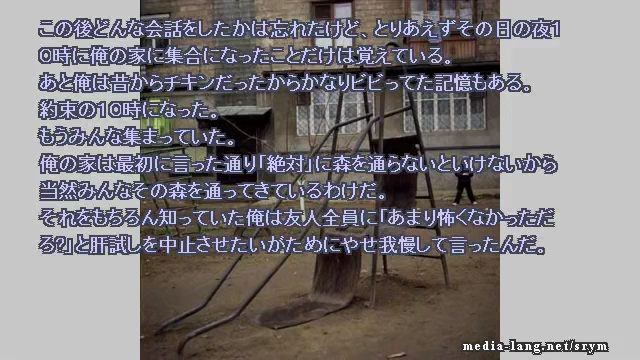 この後どんな会話をしたかは忘れたけど、とりあえずその日の夜1
0時に俺の家に集合になったことだけは覚えている。
あと俺は昔からチキンだったからかなりビビってた記憶もある。
約束の10時になった。
もうみんな集まっていた。
俺の家は最初に言った通り「絶対」に森を通らないといけないから
当然みんなその森を通ってきているわけだ。
それをもちろん知っていた俺は友人全員に「あまり怖くなかっただ
ろ?」と肝試しを中止させたいがためにやせ我慢して言ったんだ。
media-lang.net/srym